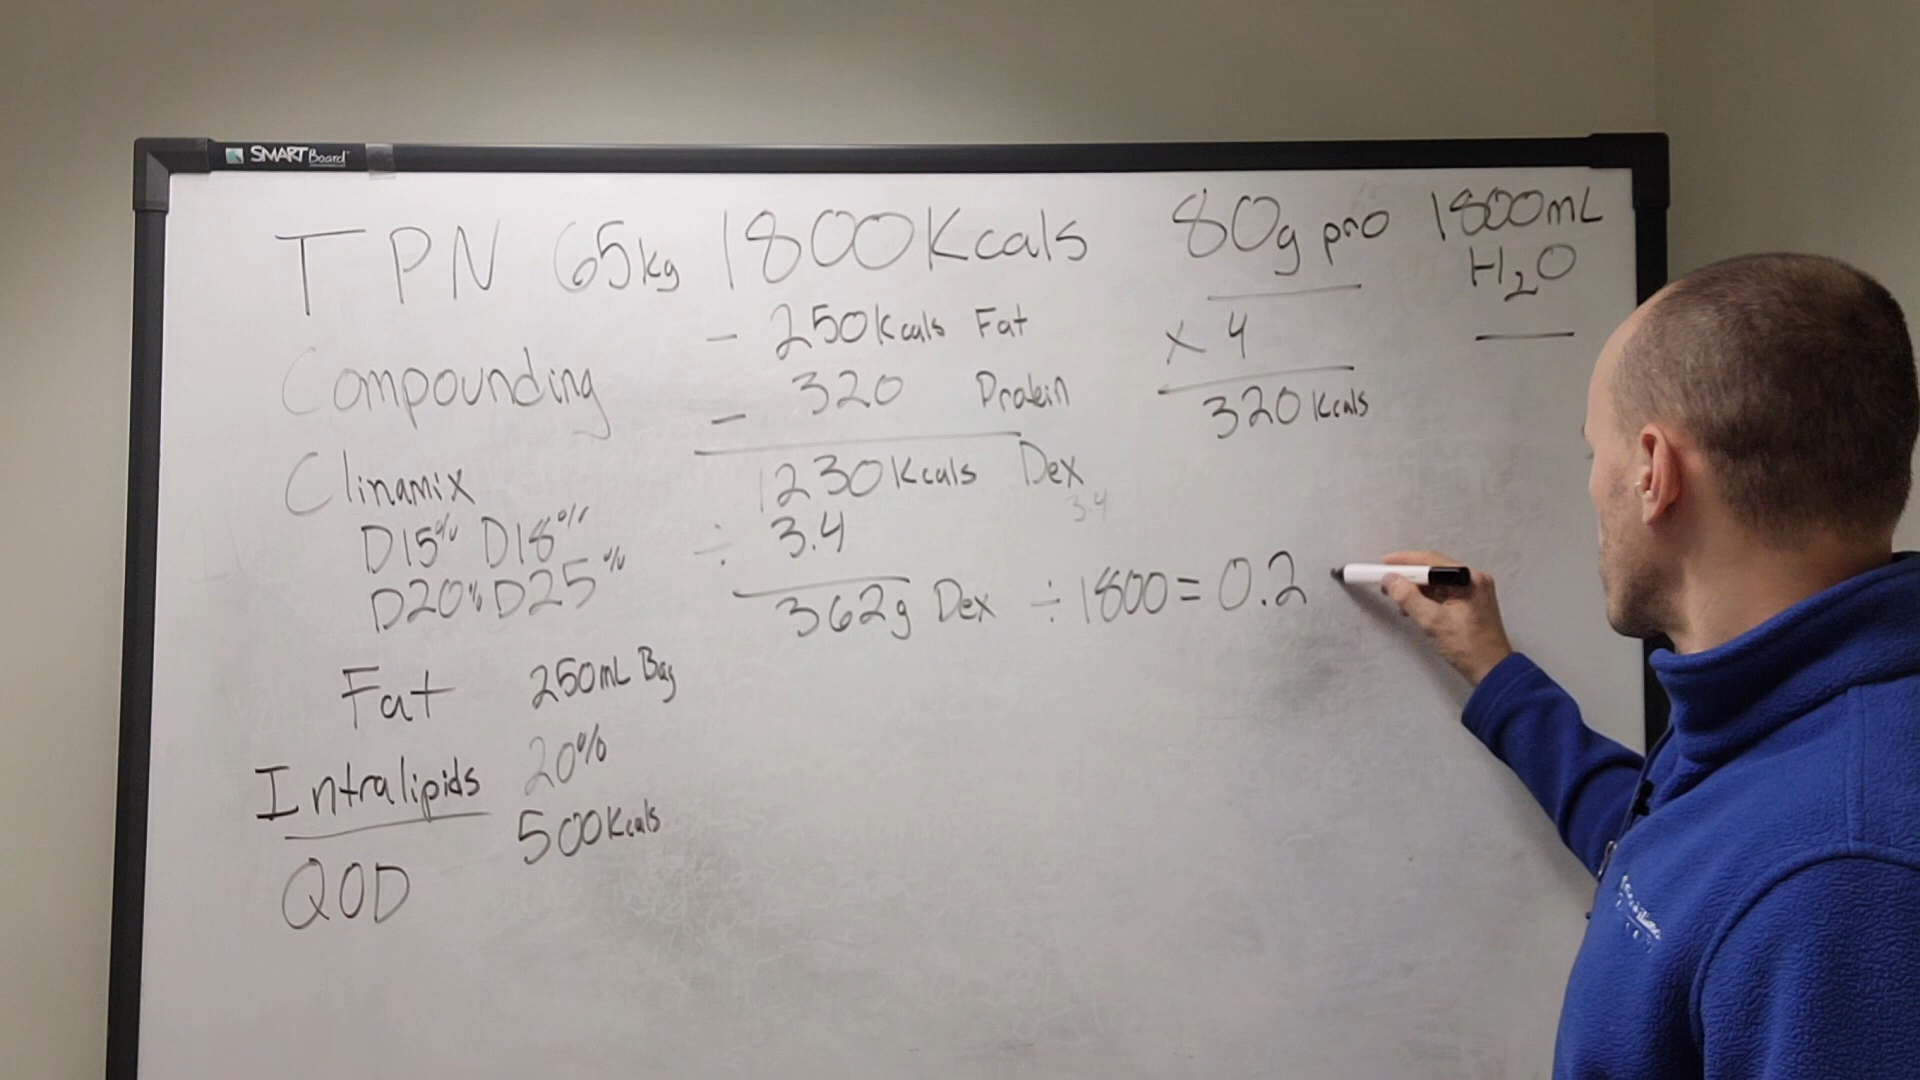 SMART Board
TPN 65kg 1800Kcals 80g pro 1800mL
H2O
- 250Kcals Fat x 4
Compounding - 320 Protein 320 Kcals
Clinamix 1230Kcals Dex
3.4
D15% D18% ÷ 3.4
D20% D25% 362g Dex ÷ 1800 = 0.2
Fat 250mL Bag
Intralipids 20%
QOD 500Kcals